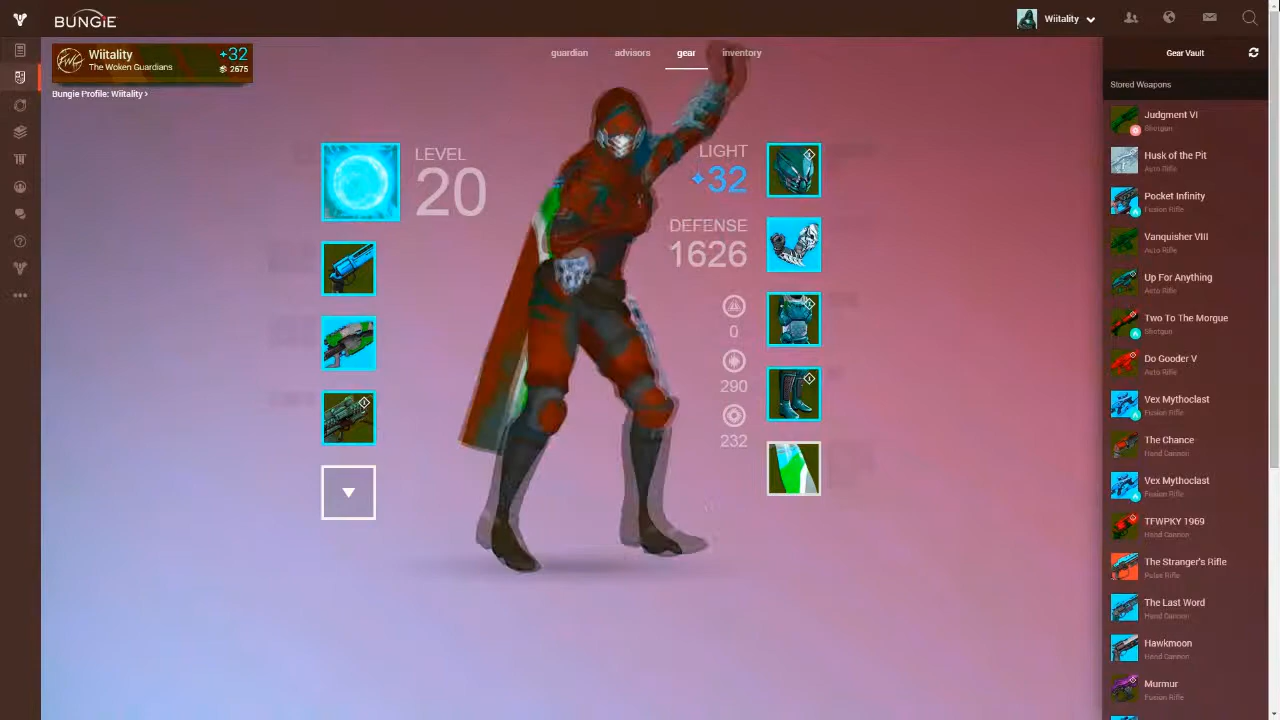 BUNGiE
Wiitality
Wiitality
The Woken Guardians
+32
2675
Bungie Profile: Wiitality ›
guardian
advisors
gear
inventory
LEVEL
20
LIGHT
+32
DEFENSE
1626
0
290
232
Gear Vault
Stored Weapons
Judgment VI
Shotgun
Husk of the Pit
Auto Rifle
Pocket Infinity
Fusion Rifle
Vanquisher VIII
Auto Rifle
Up For Anything
Auto Rifle
Two To The Morgue
Shotgun
Do Gooder V
Auto Rifle
Vex Mythoclast
Fusion Rifle
The Chance
Hand Cannon
Vex Mythoclast
Fusion Rifle
TFWPKY 1969
Hand Cannon
The Stranger's Rifle
Pulse Rifle
The Last Word
Hand Cannon
Hawkmoon
Hand Cannon
Murmur
Fusion Rifle